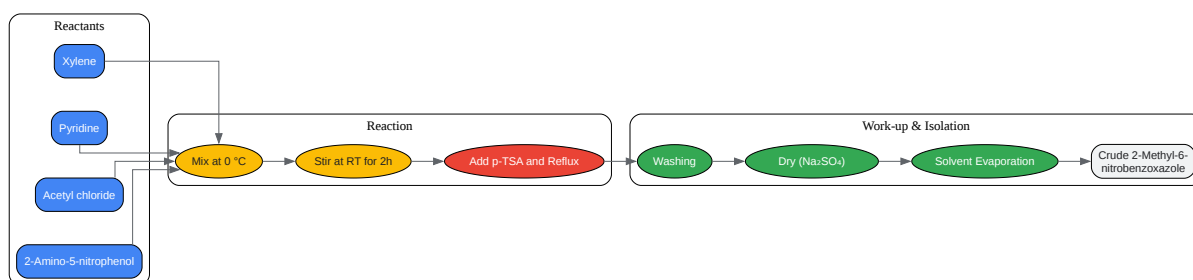 Reactants
Xylene
Pyridine
Acetyl chloride
2-Amino-5-nitrophenol
Reaction
Mix at 0 °C
Stir at RT for 2h
Add p-TSA and Reflux
Work-up & Isolation
Washing
Dry (Na₂SO₄)
Solvent Evaporation
Crude 2-Methyl-6-
nitrobenzoxazole